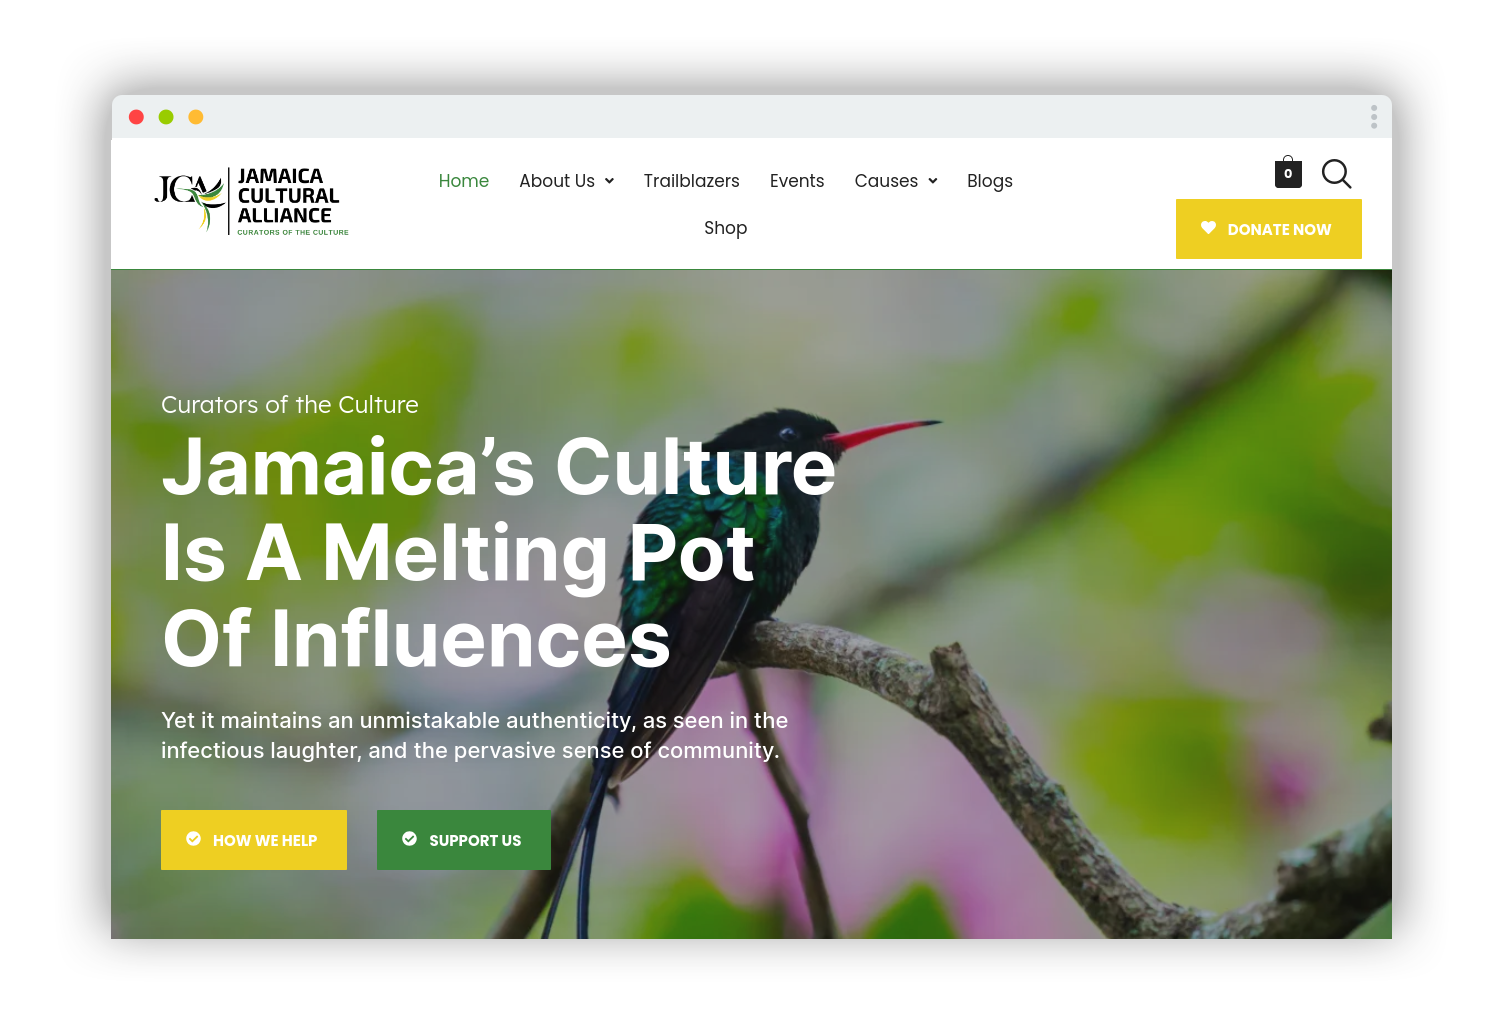 JCA
JAMAICA
CULTURAL
ALLIANCE
CURATORS OF THE CULTURE
Home About Us Trailblazers Events Causes Blogs
Shop
0
DONATE NOW
Curators of the Culture
Jamaica’s Culture
Is A Melting Pot
Of Influences
Yet it maintains an unmistakable authenticity, as seen in the
infectious laughter, and the pervasive sense of community.
HOW WE HELP SUPPORT US